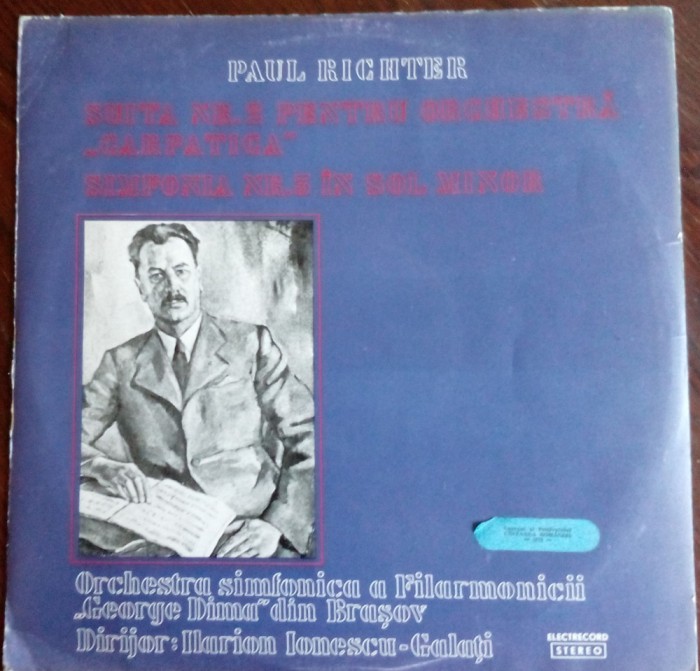 PAUL RICHTER
SUITA NR. 2 PENTRU ORCHESTRĂ
„CARPATICA"
SIMFONIA NR. 3 ÎN SOL MINOR
Orchestra simfonica a Filarmonicii
„George Dima" din Brașov
Dirijor: Ilarion Ionescu-Galați
ELECTRECORD
STEREO